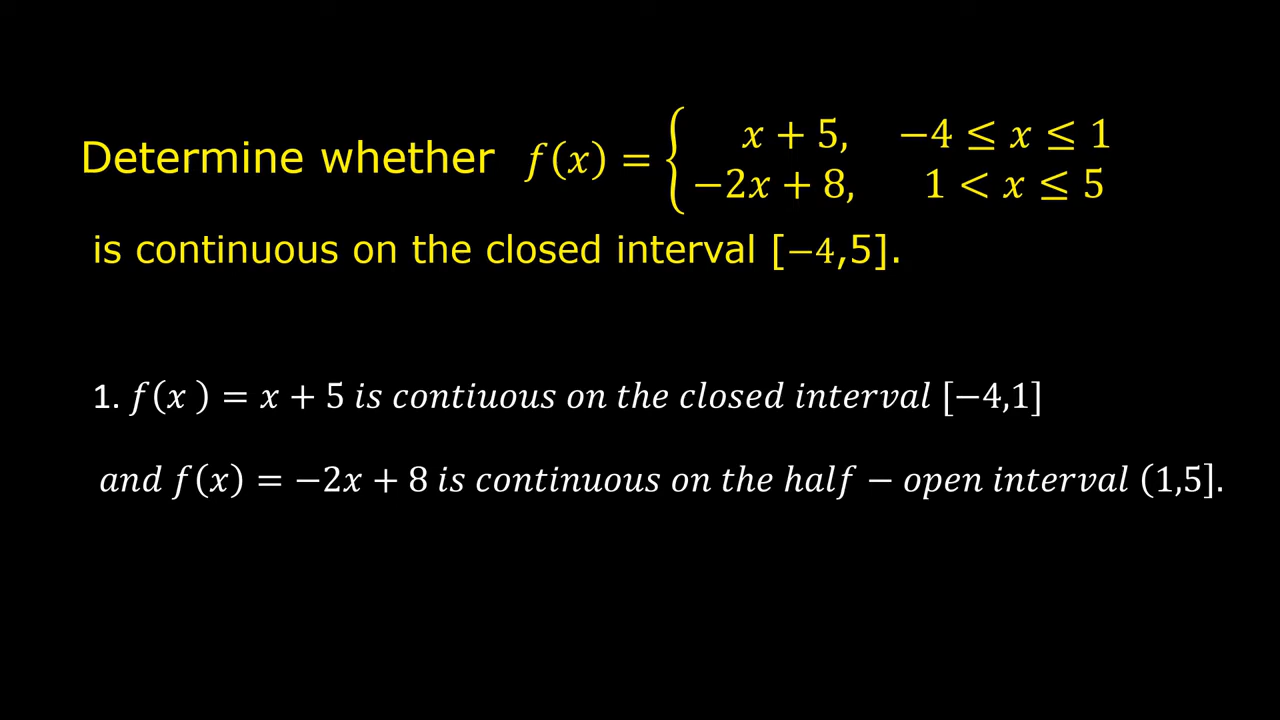 Determine whether f(x) = { x + 5, −4 ≤ x ≤ 1
−2x + 8, 1 < x ≤ 5
is continuous on the closed interval [−4,5].
1. f(x ) = x + 5 is contiuous on the closed interval [−4,1]
and f(x) = −2x + 8 is continuous on the half − open interval (1,5].